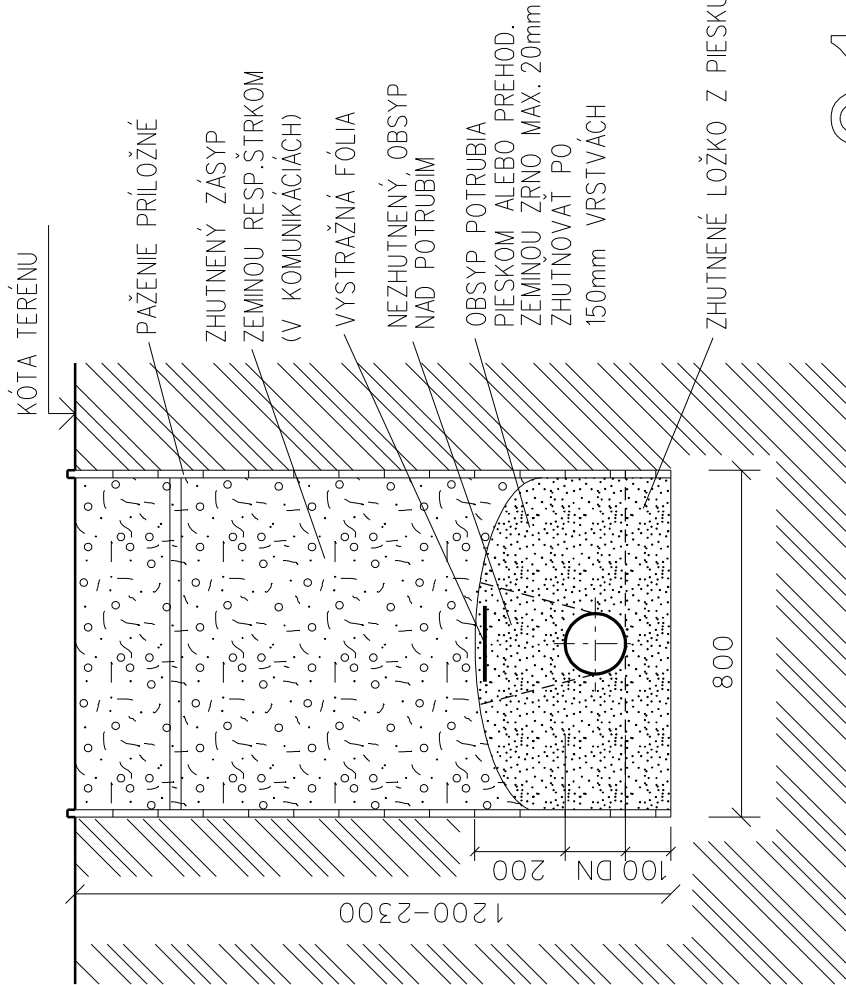 KÓTA TERÉNU
PAŽENIE PRÍLOŽNÉ
ZHUTNENÝ ZÁSYP
ZEMINOU RESP.ŠTRKOM
(V KOMUNIKÁCIÁCH)
VYSTRAŽNÁ FÓLIA
NEZHUTNENÝ OBSYP
NAD POTRUBÍM
OBSYP POTRUBIA
PIESKOM ALEBO PREHOD.
ZEMINOU ZRNO MAX. 20mm
ZHUTŇOVAŤ PO
150mm VRSTVÁCH
ZHUTNENÉ LOŽKO Z PIESKU
800
200
DN
100
1200-2300